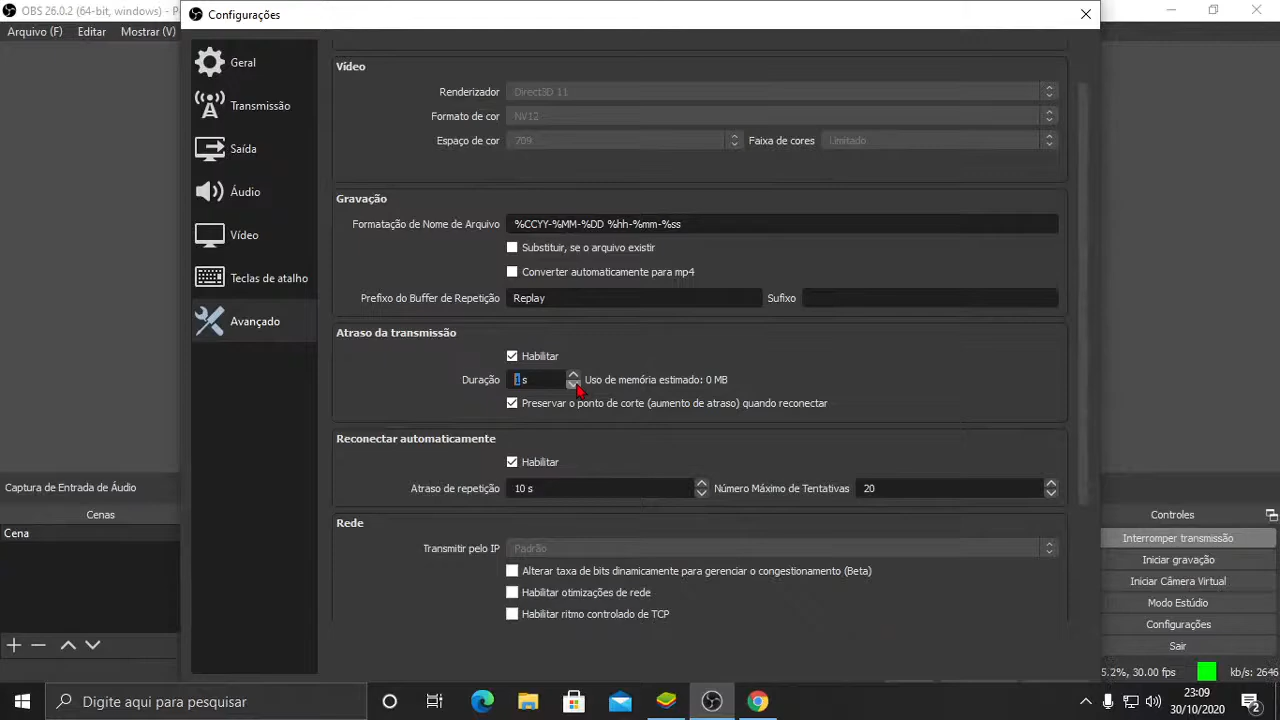 OBS 26.0.2 (64-bit, windows) - P
Configurações
Arquivo (F) Editar Mostrar (V)
Geral
Transmissão
Saída
Áudio
Vídeo
Teclas de atalho
Avançado
Vídeo
Renderizador Direct3D 11
Formato de cor NV12
Espaço de cor 709 Faixa de cores Limitado
Gravação
Formatação de Nome de Arquivo %CCYY-%MM-%DD %hh-%mm-%ss
Substituir, se o arquivo existir
Converter automaticamente para mp4
Prefixo do Buffer de Repetição Replay Sufixo
Atraso da transmissão
Habilitar
Duração 1 s Uso de memória estimado: 0 MB
Preservar o ponto de corte (aumento de atraso) quando reconectar
Reconectar automaticamente
Habilitar
Atraso de repetição 10 s Número Máximo de Tentativas 20
Rede
Transmitir pelo IP Padrão
Alterar taxa de bits dinamicamente para gerenciar o congestionamento (Beta)
Habilitar otimizações de rede
Habilitar ritmo controlado de TCP
Captura de Entrada de Áudio
Cenas
Cena
Controles
Interromper transmissão
Iniciar gravação
Iniciar Câmera Virtual
Modo Estúdio
Configurações
Sair
5.2%, 30.00 fps kb/s: 2646
Digite aqui para pesquisar
23:09
30/10/2020
2